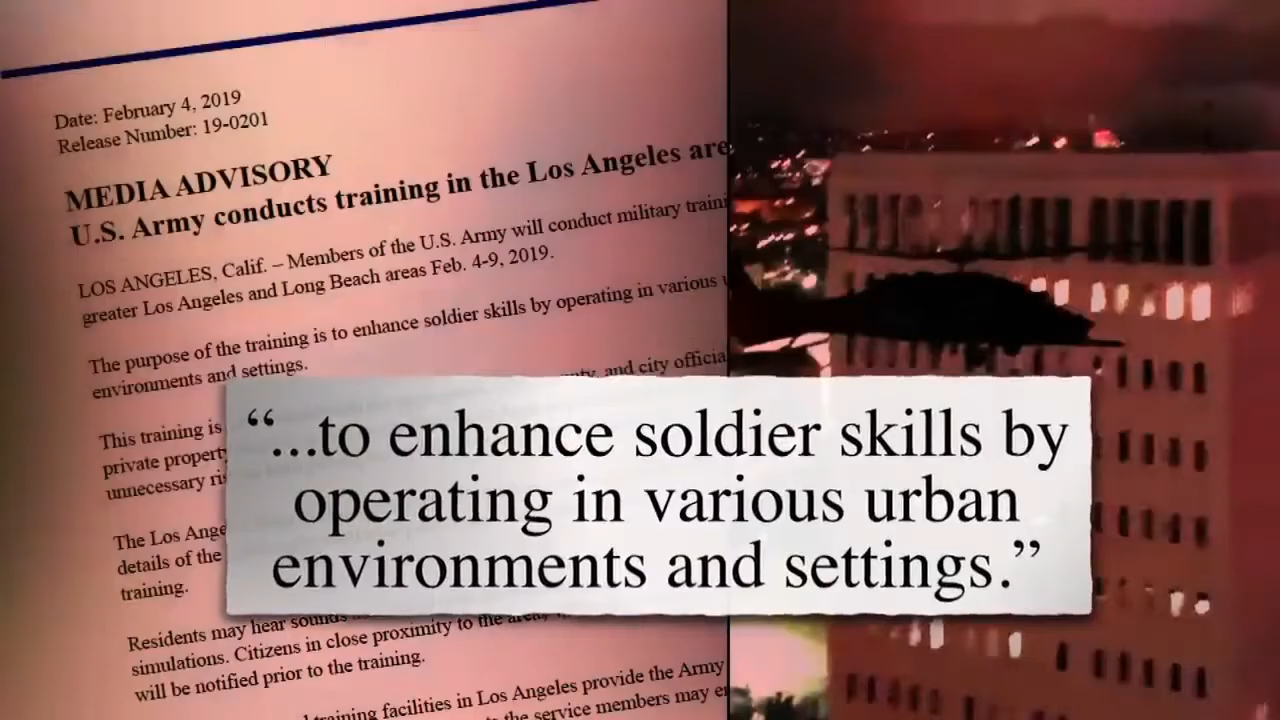 Date: February 4, 2019
Release Number: 19-0201
MEDIA ADVISORY
U.S. Army conducts training in the Los Angeles are
LOS ANGELES, Calif. – Members of the U.S. Army will conduct military traini
greater Los Angeles and Long Beach areas Feb. 4-9, 2019.
The purpose of the training is to enhance soldier skills by operating in various
environments and settings.
and city officia
This training is
private property
unnecessary
The Los Ange
details of the
training.
“...to enhance soldier skills by
operating in various urban
environments and settings.”
Residents may hear sounds
simulations. Citizens in close proximity to the area,
will be notified prior to the training.
training facilities in Los Angeles provide the Army
the service members may